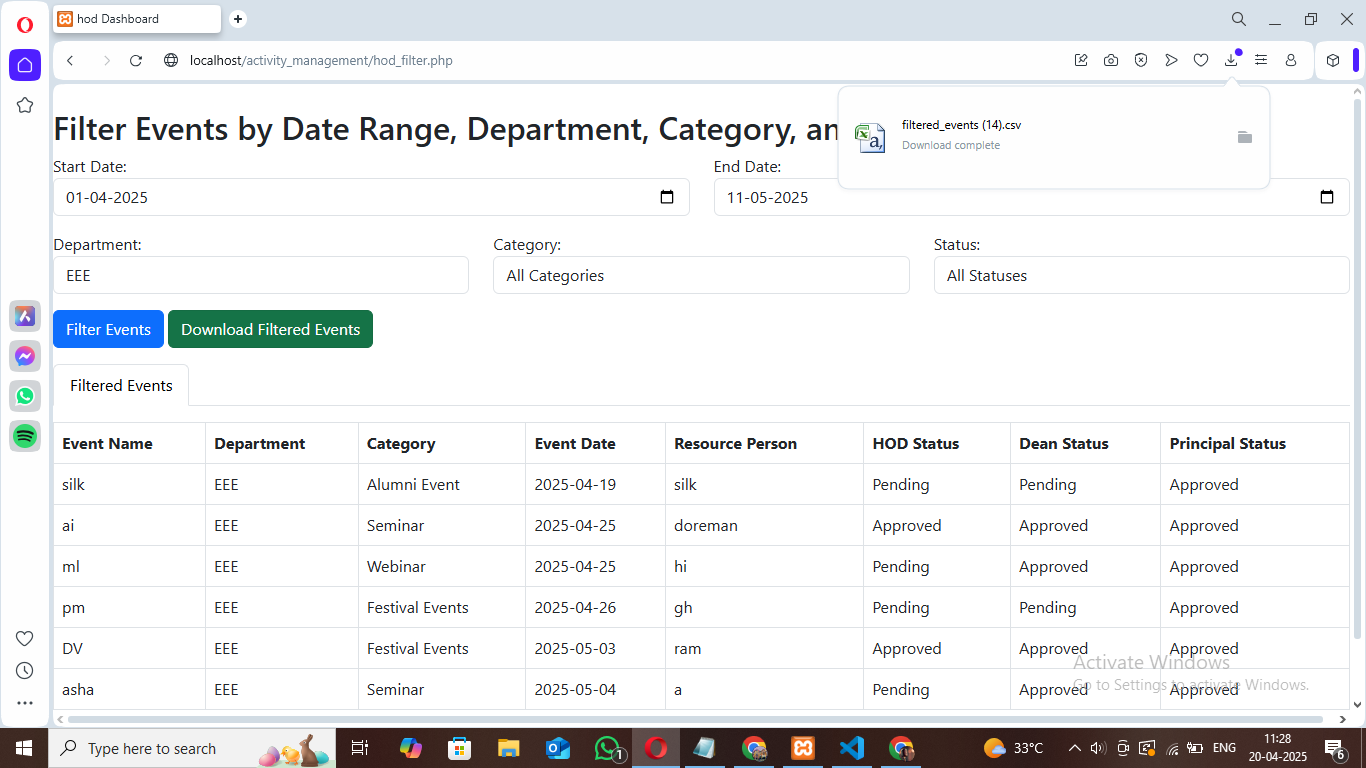 hod Dashboard
localhost/activity_management/hod_filter.php
filtered_events (14).csv
Download complete
Filter Events by Date Range, Department, Category, an
Start Date:
End Date:
01-04-2025
11-05-2025
Department:
Category:
Status:
EEE
All Categories
All Statuses
Filter Events
Download Filtered Events
Filtered Events
Event Name Department Category Event Date Resource Person HOD Status Dean Status Principal Status
silk EEE Alumni Event 2025-04-19 silk Pending Pending Approved
ai EEE Seminar 2025-04-25 doreman Approved Approved Approved
ml EEE Webinar 2025-04-25 hi Pending Approved Approved
pm EEE Festival Events 2025-04-26 gh Pending Pending Approved
DV EEE Festival Events 2025-05-03 ram Approved Approved Approved
asha EEE Seminar 2025-05-04 a Pending Approved Approved
Activate Windows
Go to Settings to activate Windows.
Type here to search
1
33°C
ENG
11:28
20-04-2025
6